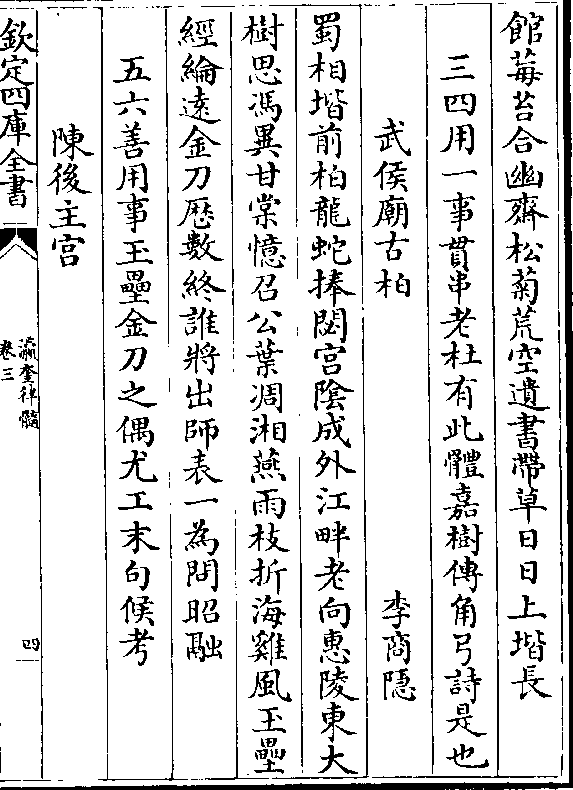 館莓苔合幽齋松菊荒空遺書帶草日日上堦長
三四用一事貫串老杜有此體嘉樹傳角弓詩是也
武侯廟古柏 李商隠
蜀相堦前柏龍蛇捧閟宫陰成外江畔老向惠陵東大
樹思馮異甘棠憶召公葉凋湘燕雨枝折海雞風玉壘
經綸遠金刀厯數終誰將出師表一為問昭融
五六善用事玉壘金刀之偶尤工末句候考
陳後主宫
欽定四庫全書
瀛奎律髓
卷三
四